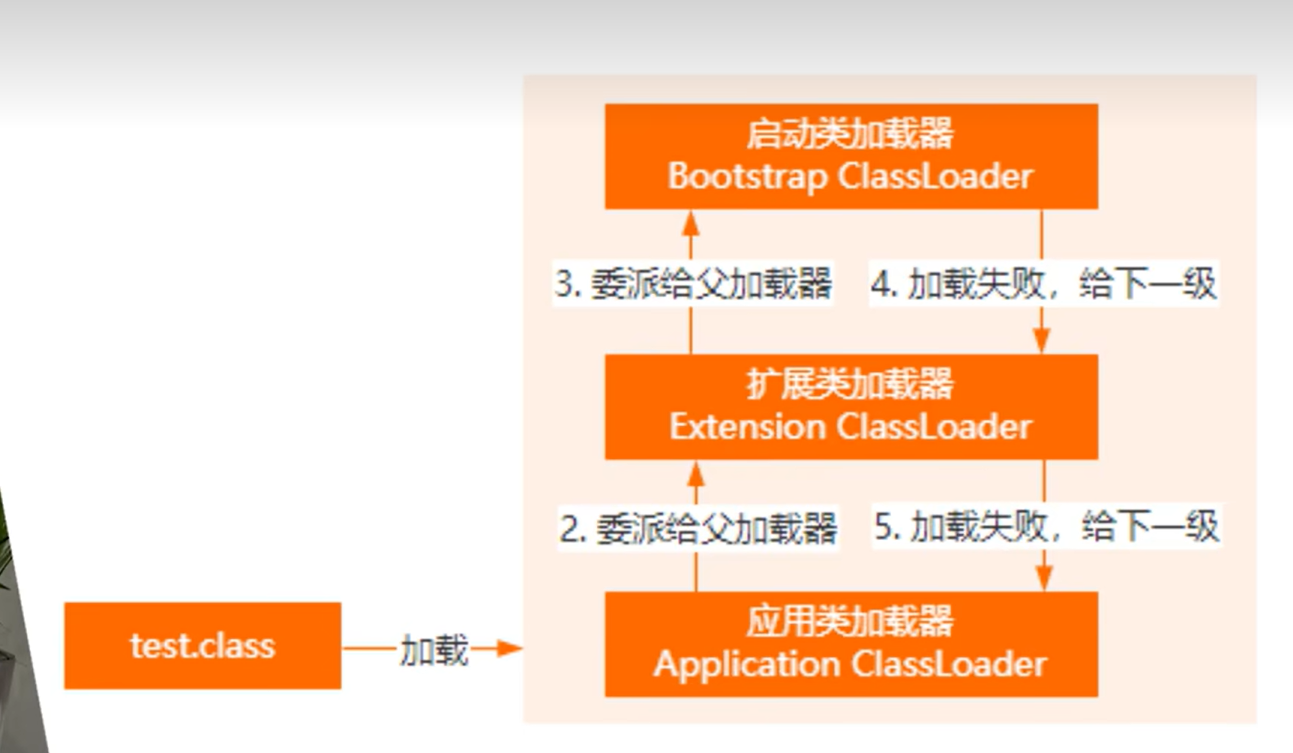 启动类加载器
Bootstrap ClassLoader
3. 委派给父加载器
4. 加载失败，给下一级
扩展类加载器
Extension ClassLoader
2. 委派给父加载器
5. 加载失败，给下一级
应用类加载器
Application ClassLoader
test.class
加载